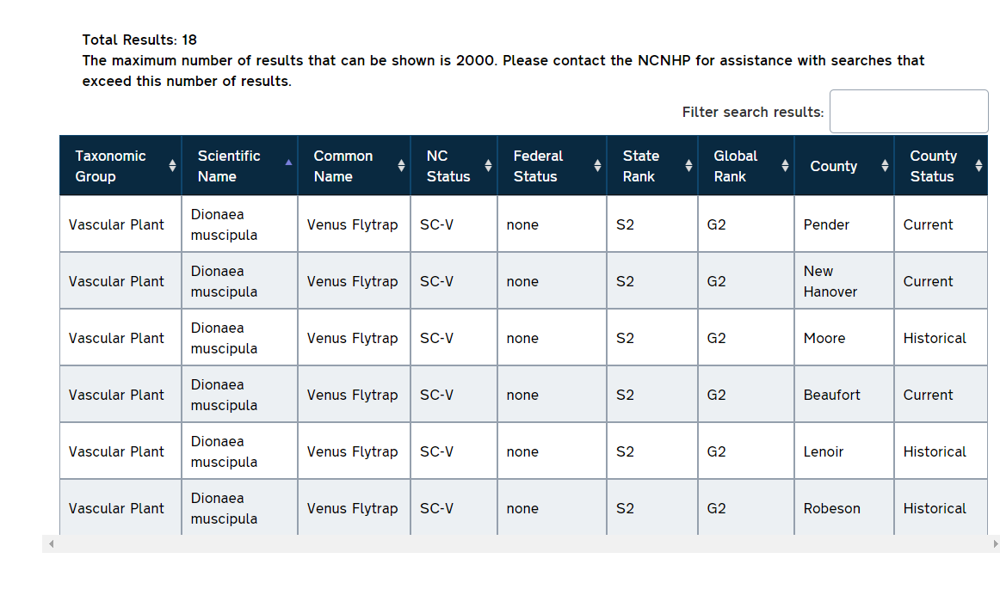 Total Results: 18
The maximum number of results that can be shown is 2000. Please contact the NCNHP for assistance with searches that
exceed this number of results.
Filter search results:
Taxonomic Group Scientific Name Common Name NC Status Federal Status State Rank Global Rank County County Status
Vascular Plant Dionaea muscipula Venus Flytrap SC-V none S2 G2 Pender Current
Vascular Plant Dionaea muscipula Venus Flytrap SC-V none S2 G2 New Hanover Current
Vascular Plant Dionaea muscipula Venus Flytrap SC-V none S2 G2 Moore Historical
Vascular Plant Dionaea muscipula Venus Flytrap SC-V none S2 G2 Beaufort Current
Vascular Plant Dionaea muscipula Venus Flytrap SC-V none S2 G2 Lenoir Historical
Vascular Plant Dionaea muscipula Venus Flytrap SC-V none S2 G2 Robeson Historical